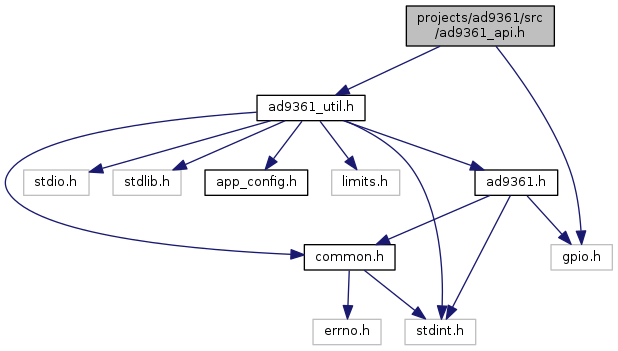 projects/ad9361/src
/ad9361_api.h
ad9361_util.h
stdio.h
stdlib.h
app_config.h
limits.h
ad9361.h
common.h
gpio.h
errno.h
stdint.h